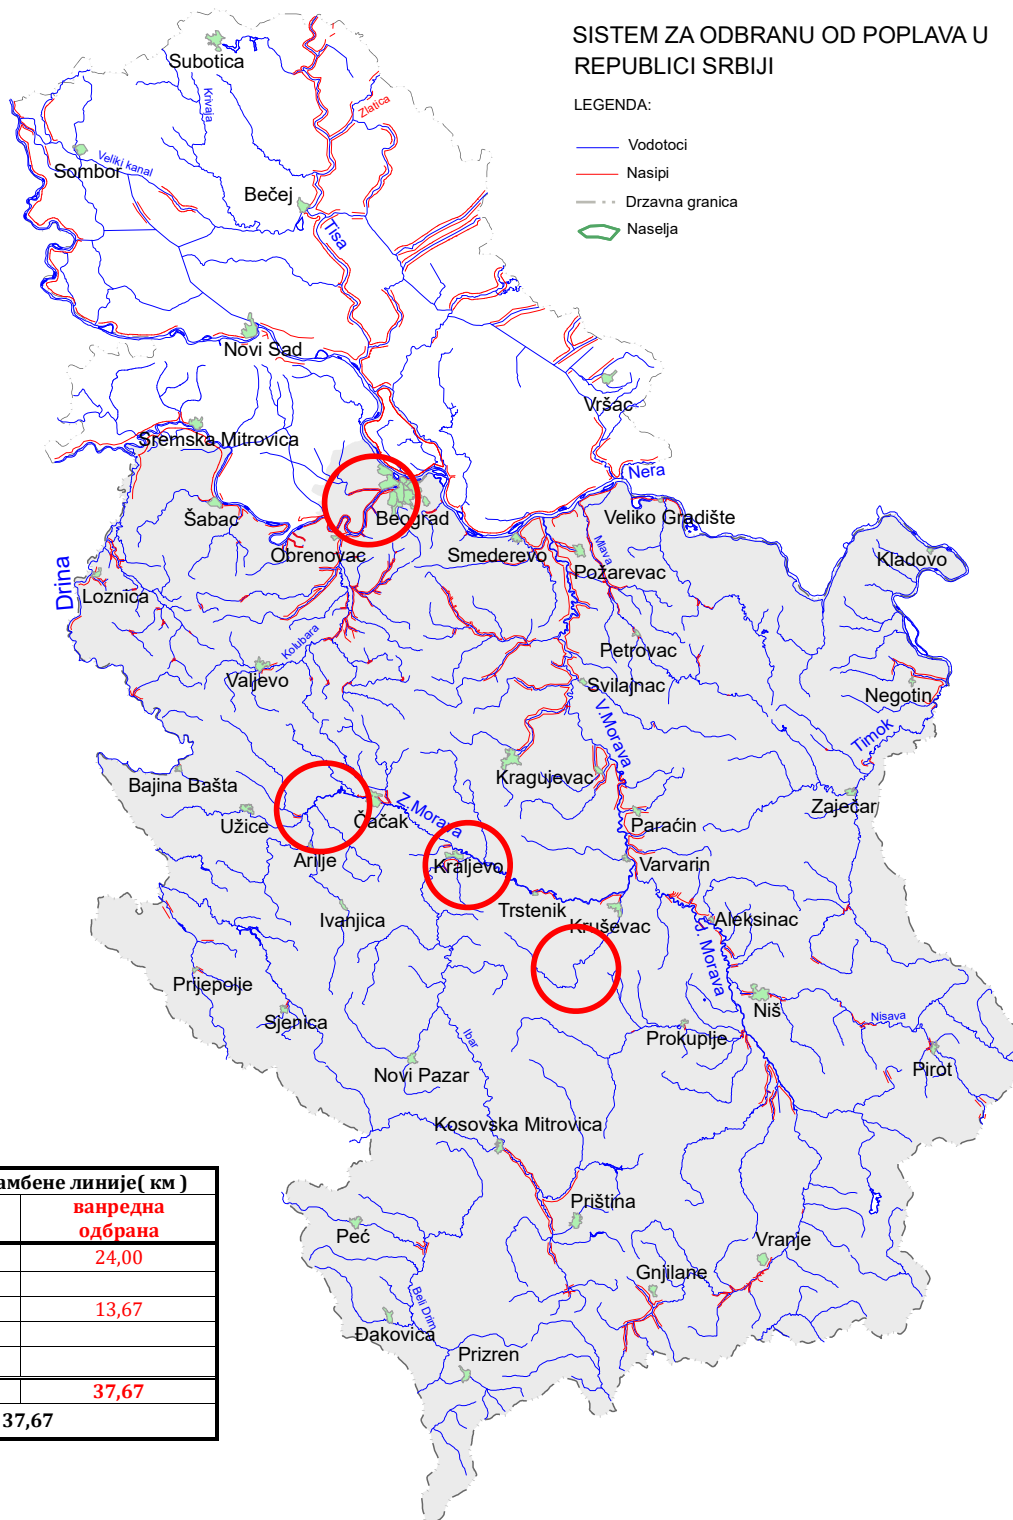 SISTEM ZA ODBRANU OD POPLAVA U
REPUBLICI SRBIJI
LEGENDA:
Vodotoci
Nasipi
Drzavna granica
Naselja
Subotica
Krivaja
Zlatica
Sombor
Veliki kanal
Bečej
Tisa
Novi Sad
Vršac
Sremska Mitrovica
Nera
Šabac
Beograd
Veliko Gradište
Obrenovac
Smederevo
Mlava
Požarevac
Kladovo
Drina
Loznica
Kolubara
Petrovac
Valjevo
Svilajnac
Negotin
V.Morava
Timok
Bajina Bašta
Kragujevac
Zaječar
Užice
Čačak
Z.Morava
Paraćin
Arilje
Kraljevo
Varvarin
Ivanjica
Trstenik
Kruševac
Aleksinac
J. Morava
Prijepolje
Sjenica
Niš
Nisava
Ibar
Prokuplje
Pirot
Novi Pazar
Kosovska Mitrovica
Priština
Peć
Vranje
Gnjilane
Beli Drim
Đakovica
Prizren
амбене линије( км )
ванредна
одбрана
24,00
13,67
37,67
37,67